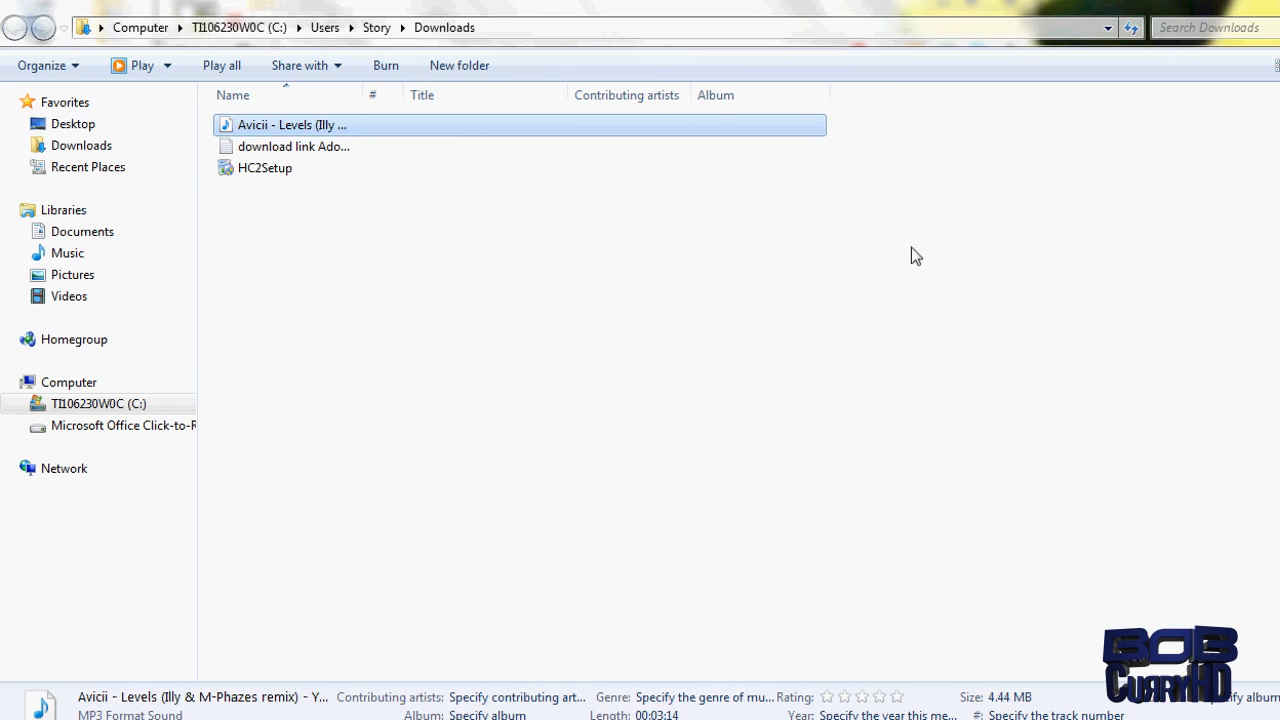 Computer TI106230W0C (C:) Users Story Downloads Search Downloads
Organize Play Play all Share with Burn New folder
Name # Title Contributing artists Album
Favorites
Desktop
Downloads
Recent Places
Libraries
Documents
Music
Pictures
Videos
Homegroup
Computer
TI106230W0C (C:)
Microsoft Office Click-to-R
Network
Avicii - Levels (Illy ...
download link Ado...
HC2Setup
BOB
CURRYHD
Avicii - Levels (Illy & M-Phazes remix) - Y... Contributing artists: Specify contributing art... Genre: Specify the genre of mu... Rating: Size: 4.44 MB
MP3 Format Sound Album: Specify album Length: 00:03:14 Year: Specify the year this me... #: Specify the track number